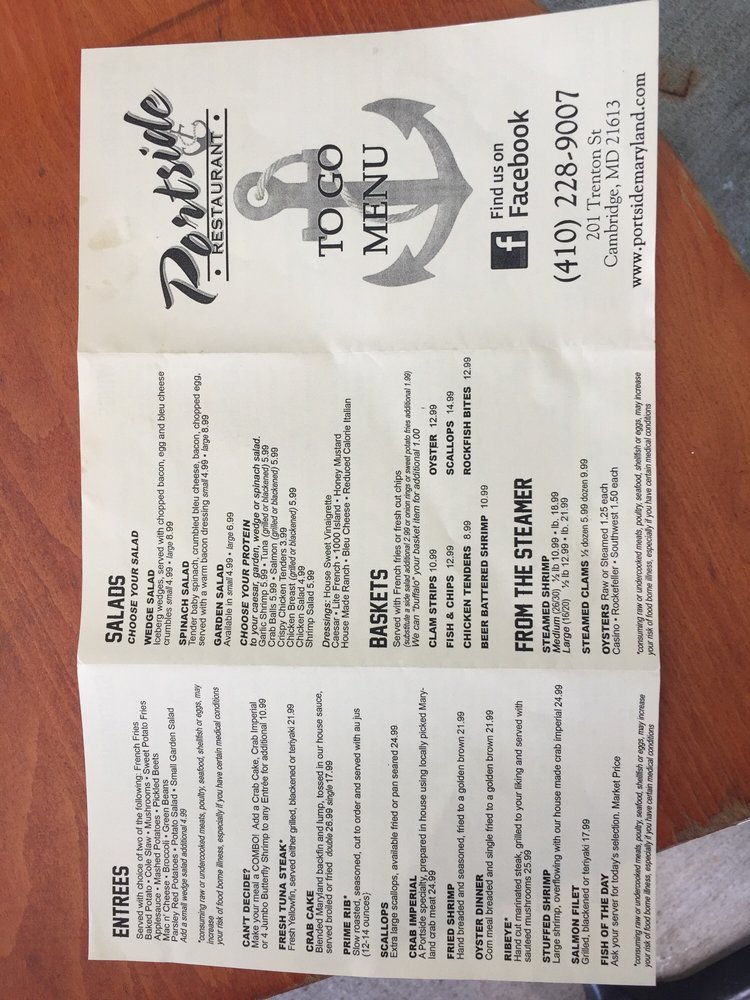 ENTREES
Served with choice of two of the following: French Fries
Baked Potato • Cole Slaw • Mushrooms • Sweet Potato Fries
Applesauce • Mashed Potatoes • Pickled Beets
Mac n' Cheese • Broccoli • Green Beans
Parsley Red Potatoes • Potato Salad • Small Garden Salad
Add a small wedge salad additional 4.99
*consuming raw or undercooked meats, poultry, seafood, shellfish or eggs, may increase
your risk of food borne illness, especially if you have certain medical conditions
CAN'T DECIDE?
Make your meal a COMBO! Add a Crab Cake, Crab Imperial
or 4 Jumbo Butterfly Shrimp to any Entrée for additional 10.99
FRESH TUNA STEAK*
Fresh Yellowfin, served either grilled, blackened or teriyaki 21.99
CRAB CAKE
Blended Maryland backfin and lump, tossed in our house sauce,
served broiled or fried double 26.99 single 17.99
PRIME RIB*
Slow roasted, seasoned, cut to order and served with au jus
(12-14 ounces)
SCALLOPS
Extra large scallops, available fried or pan seared 24.99
CRAB IMPERIAL
A Portside specialty, prepared in house using locally picked Mary-
land crab meat 24.99
FRIED SHRIMP
Hand breaded and seasoned, fried to a golden brown 21.99
OYSTER DINNER
Corn meal breaded and single fried to a golden brown 21.99
RIBEYE*
Hand cut marinated steak, grilled to your liking and served with
sauteed mushrooms 25.99
STUFFED SHRIMP
Large shrimp, overflowing with our house made crab imperial 24.99
SALMON FILET
Grilled, blackened or teriyaki 17.99
FISH OF THE DAY
Ask your server for today's selection. Market Price
*consuming raw or undercooked meats, poultry, seafood, shellfish or eggs, may increase
your risk of food borne illness, especially if you have certain medical conditions
SALADS
CHOOSE YOUR SALAD
WEDGE SALAD
Iceberg wedges, served with chopped bacon, egg and bleu cheese
crumbles small 4.99 • large 8.99
SPINACH SALAD
Tender baby spinach, crumbled bleu cheese, bacon, chopped egg,
served with a warm bacon dressing small 4.99 • large 8.99
GARDEN SALAD
Available in small 4.99 • large 6.99
CHOOSE YOUR PROTEIN
to your caesar, garden, wedge or spinach salad.
Garlic Shrimp 5.99 • Tuna (grilled or blackened) 5.99
Crab Balls 5.99 • Salmon (grilled or blackened) 5.99
Crispy Chicken Tenders 3.99
Chicken Breast (grilled or blackened) 5.99
Chicken Salad 4.99
Shrimp Salad 5.99
Dressings: House Sweet Vinaigrette
Caesar • Lite French • 1000 Island • Honey Mustard
House Made Ranch • Bleu Cheese • Reduced Calorie Italian
BASKETS
Served with French fries or fresh cut chips
(substitute a side salad additional 2.99 or onion rings or sweet potato fries additional 1.99)
We can "buffalo" your basket item for additional 1.00
CLAM STRIPS 10.99 OYSTER 12.99
FISH & CHIPS 12.99 SCALLOPS 14.99
CHICKEN TENDERS 8.99 ROCKFISH BITES 12.99
BEER BATTERED SHRIMP 10.99
FROM THE STEAMER
STEAMED SHRIMP
Medium (26/30) ½ lb 10.99 • lb. 18.99
Large (16/20) ½ lb 12.99 • lb. 21.99
STEAMED CLAMS ½ dozen 5.99 dozen 9.99
OYSTERS Raw or Steamed 1.25 each
Casino • Rockefeller • Southwest 1.50 each
*consuming raw or undercooked meats, poultry, seafood, shellfish or eggs, may increase
your risk of food borne illness, especially if you have certain medical conditions
Portside
• RESTAURANT •
TO GO
MENU
f Find us on
Facebook
(410) 228-9007
201 Trenton St
Cambridge, MD 21613
www.portsidemaryland.com